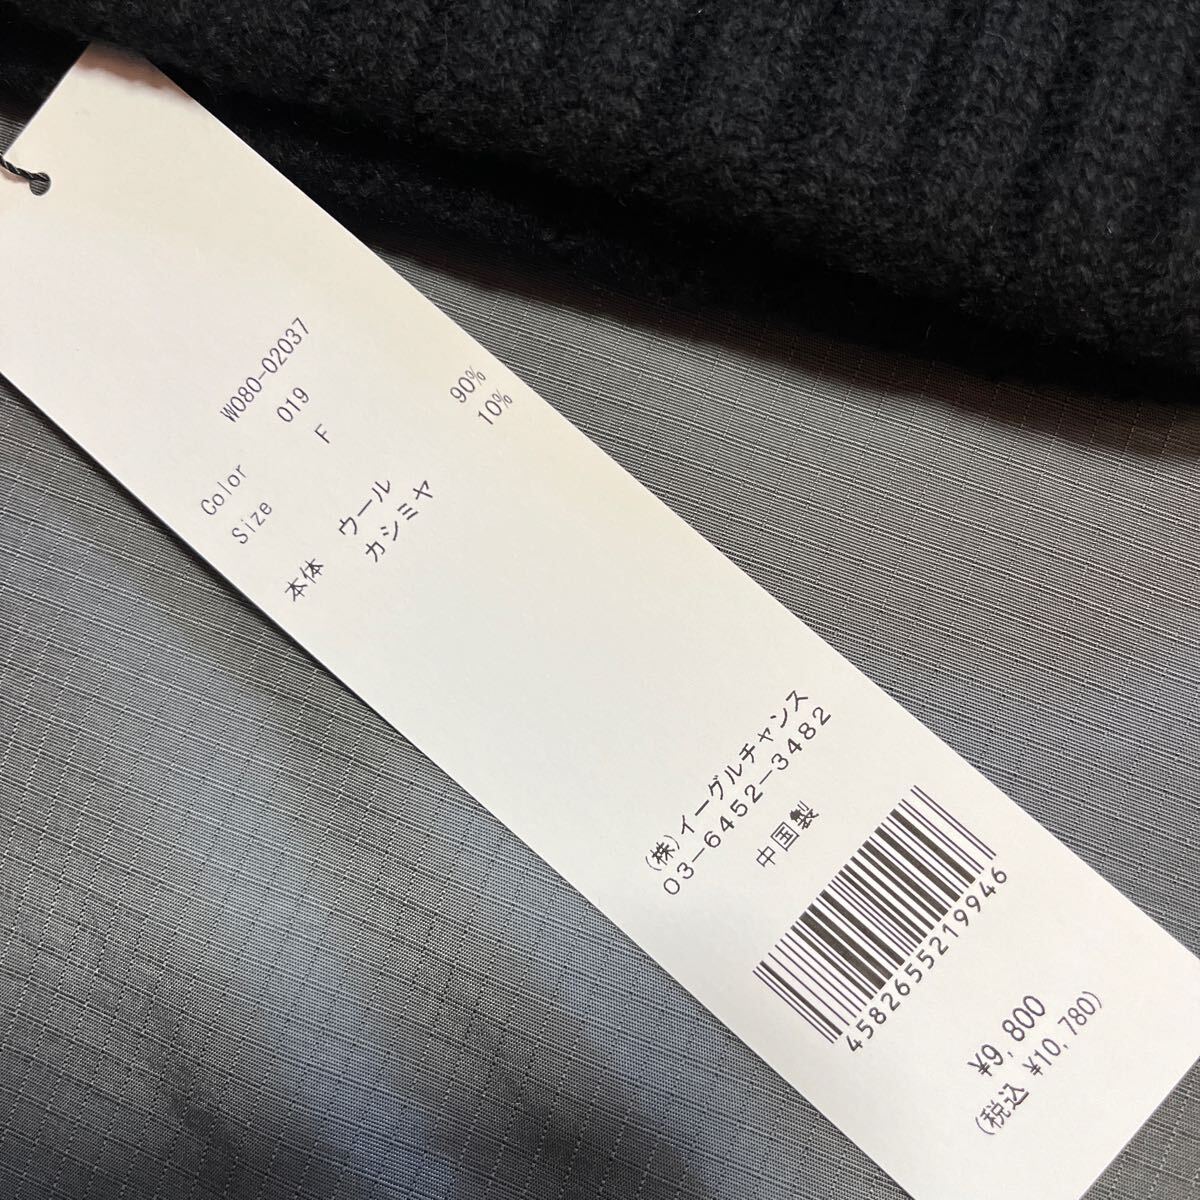 W080-02037
Color 019
Size F
本体 ウール 90%
カシミヤ 10%
(株)イーグルチャンス
03-6452-3482
中国製
4582655219946
¥9,800
(税込 ¥10,780)